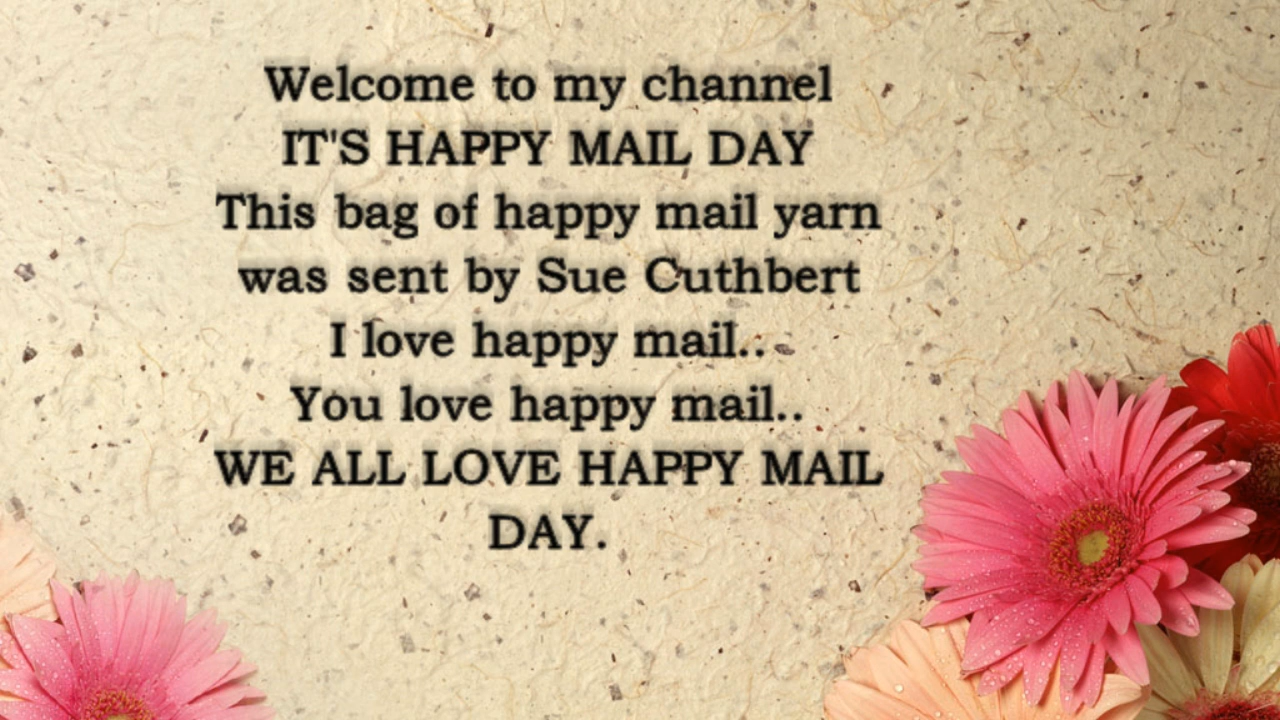 Welcome to my channel
IT'S HAPPY MAIL DAY
This bag of happy mail yarn
was sent by Sue Cuthbert
I love happy mail..
You love happy mail..
WE ALL LOVE HAPPY MAIL
DAY.